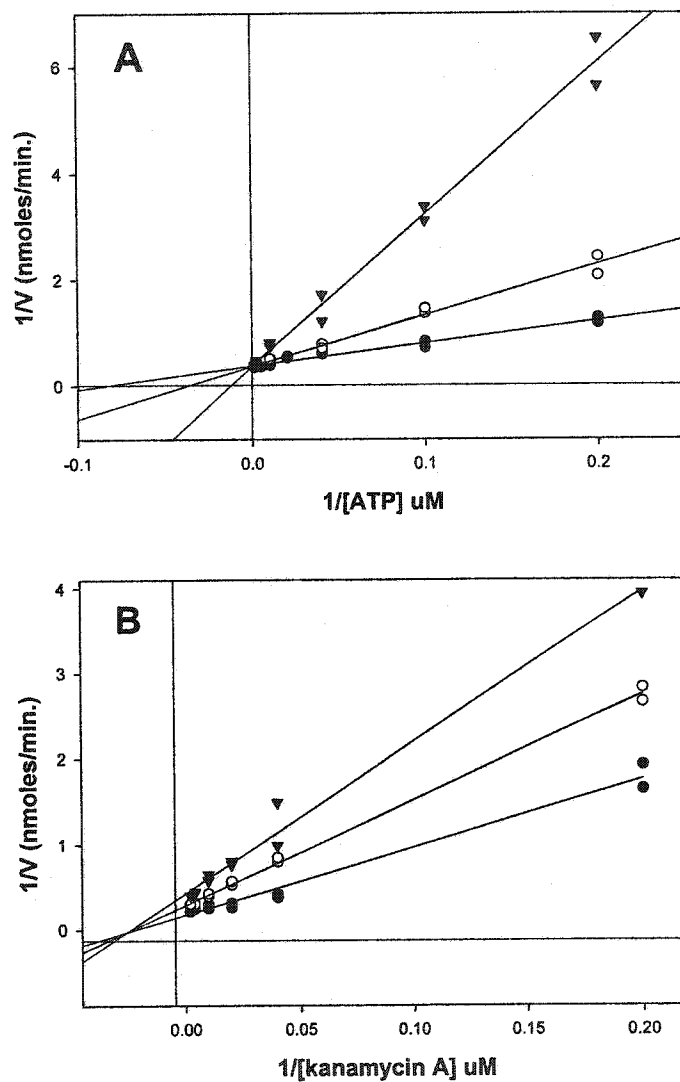 A
6
4
2
0
1/V (nmoles/min.)
-0.1 0.0 0.1 0.2
1/[ATP] uM
B
4
3
2
1
0
1/V (nmoles/min.)
0.00 0.05 0.10 0.15 0.20
1/[kanamycin A] uM